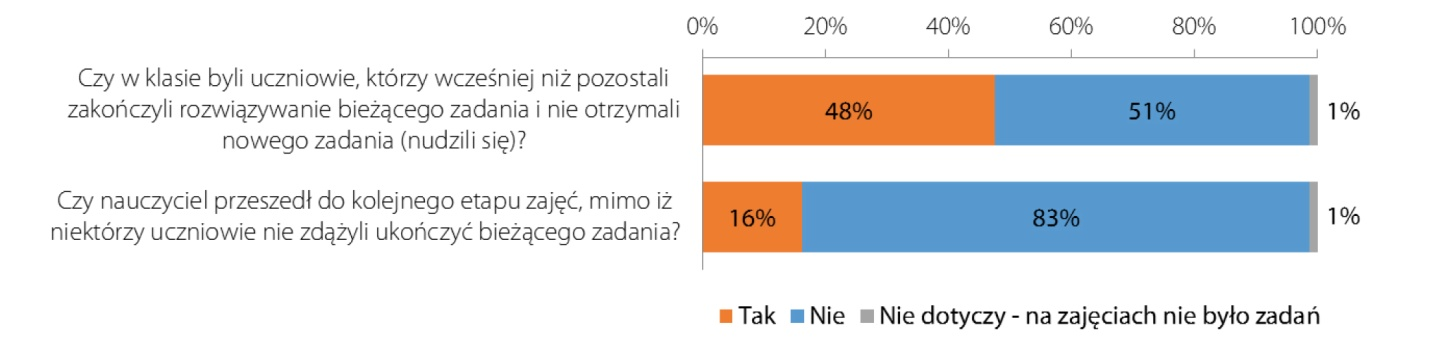 0% 20% 40% 60% 80% 100%
Czy w klasie byli uczniowie, którzy wcześniej niż pozostali
zakończyli rozwiązywanie bieżącego zadania i nie otrzymali
nowego zadania (nudzili się)?
48% 51% 1%
Czy nauczyciel przeszedł do kolejnego etapu zajęć, mimo iż
niektórzy uczniowie nie zdążyli ukończyć bieżącego zadania?
16% 83% 1%
Tak Nie Nie dotyczy - na zajęciach nie było zadań